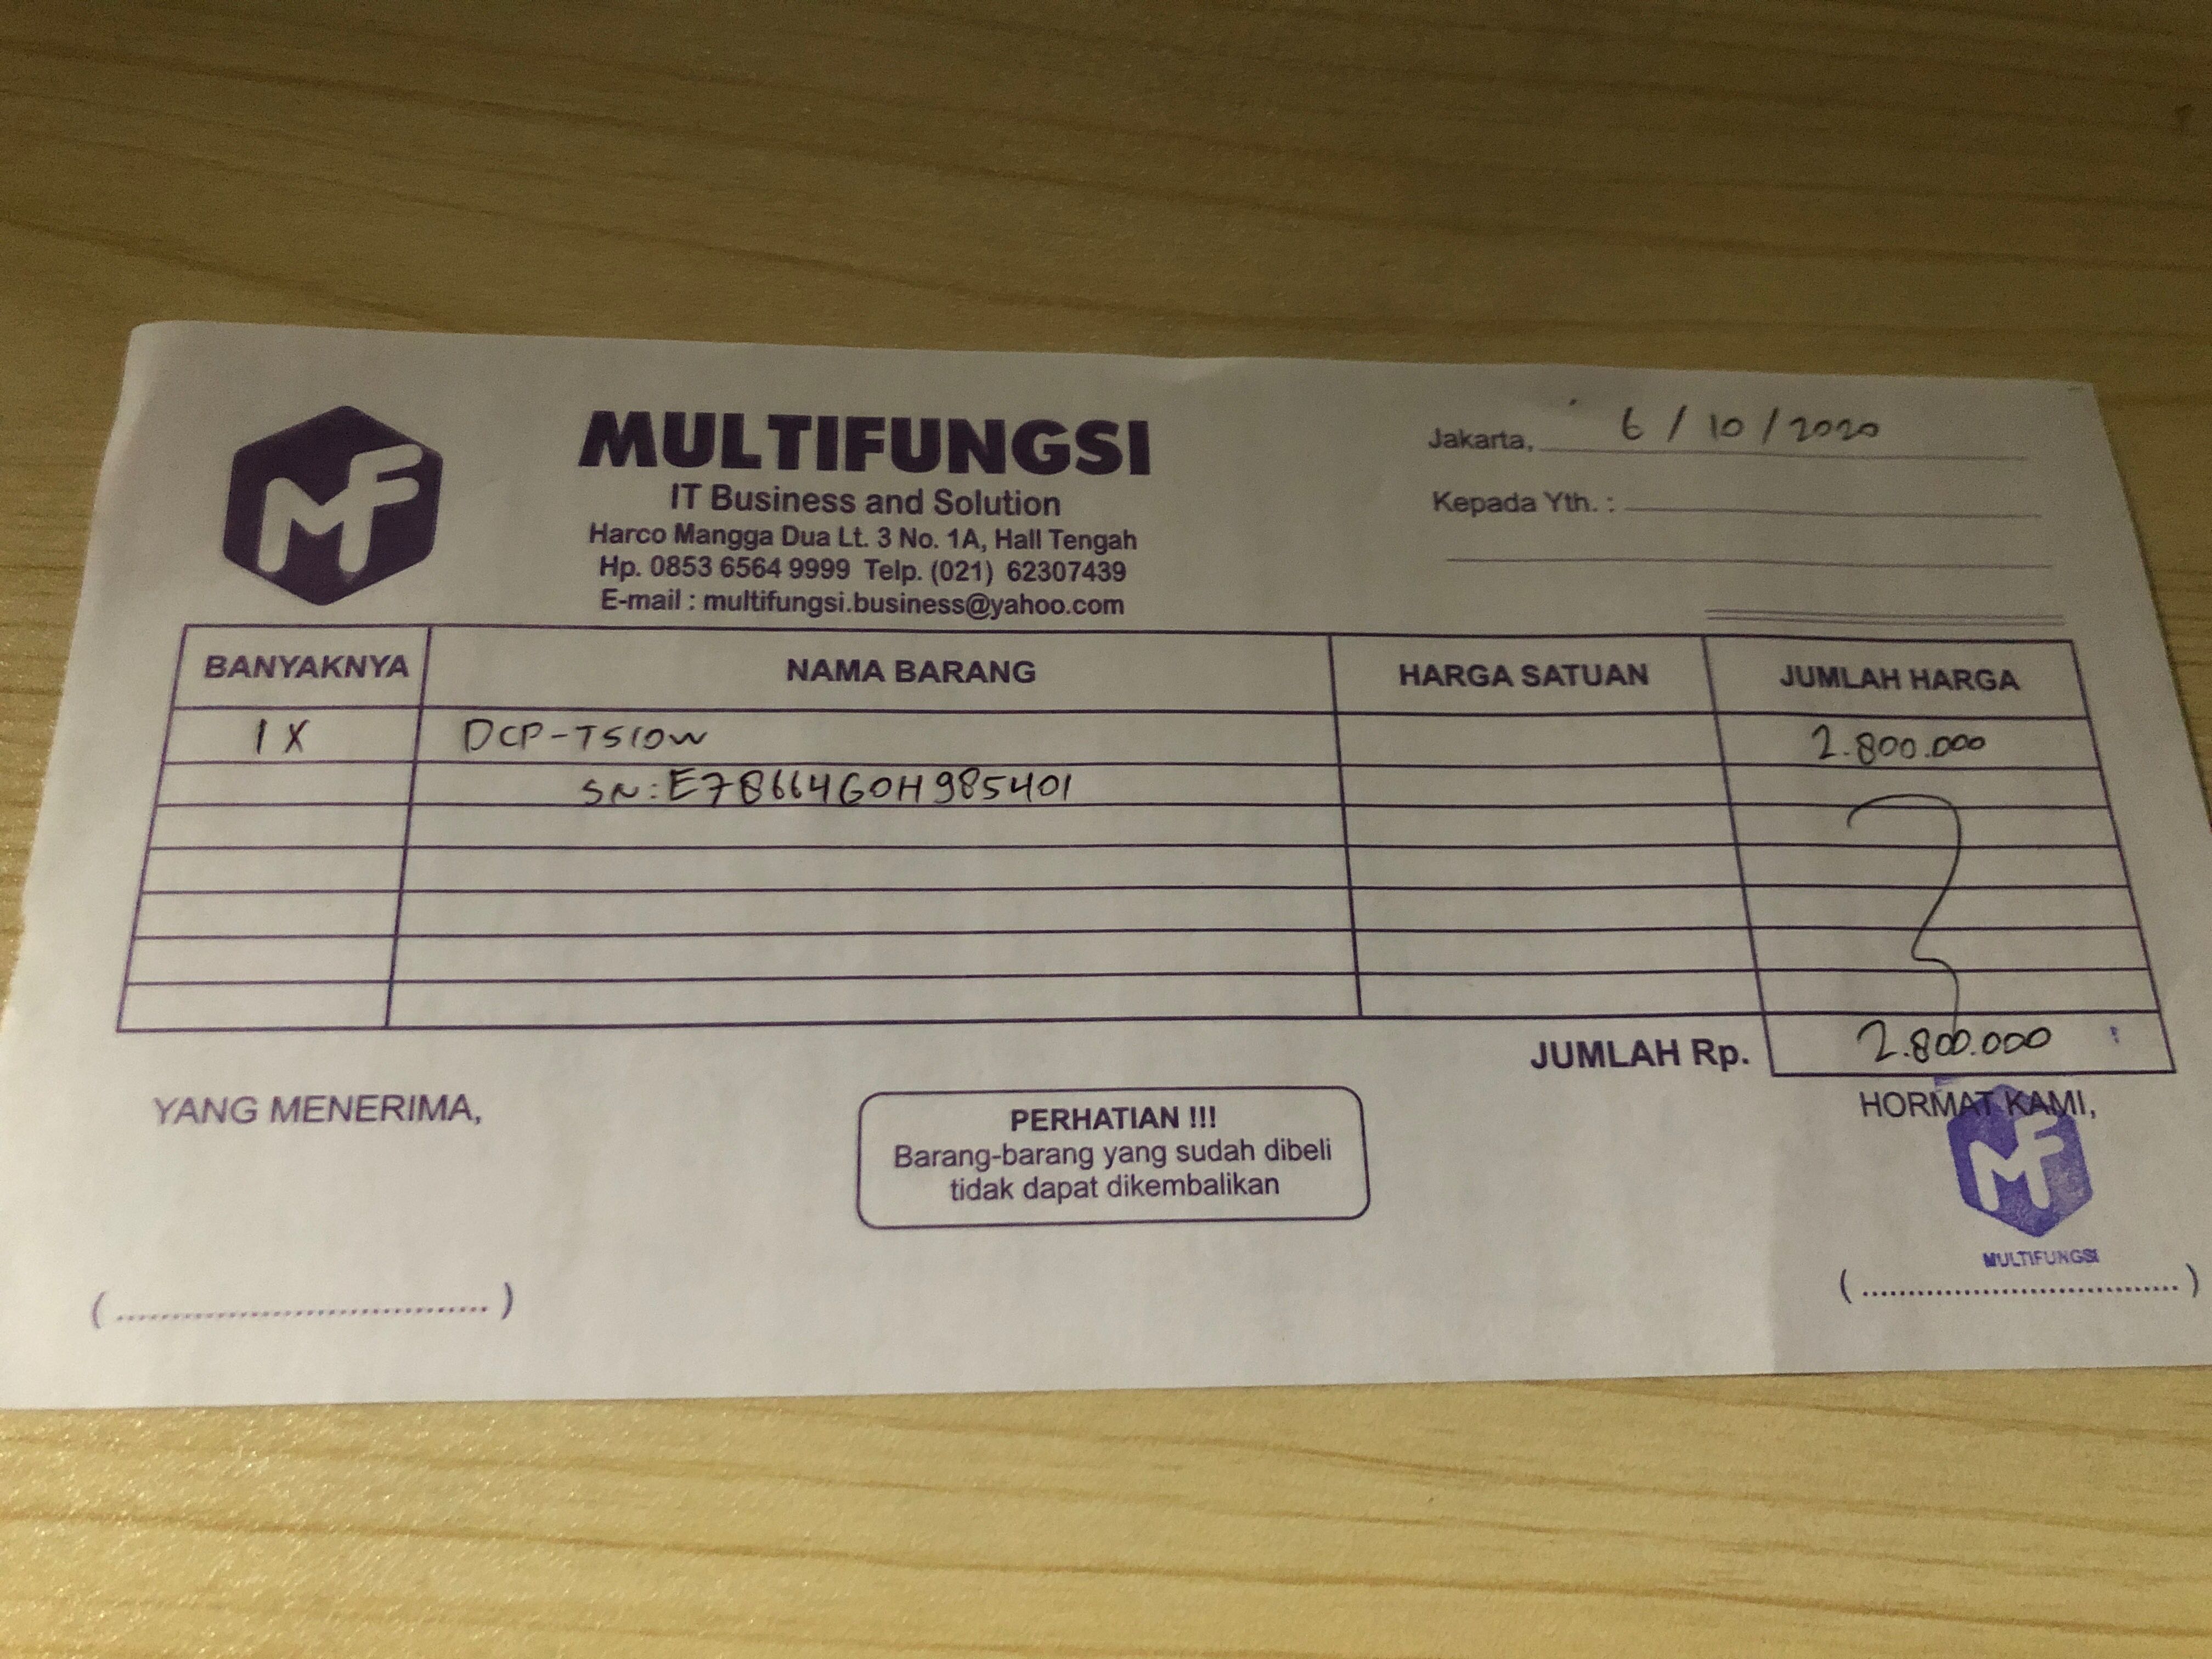 MF
MULTIFUNGSI
IT Business and Solution
Harco Mangga Dua Lt. 3 No. 1A, Hall Tengah
Hp. 0853 6564 9999 Telp. (021) 62307439
E-mail : multifungsi.business@yahoo.com
Jakarta, 6 / 10 / 2020
Kepada Yth. :
BANYAKNYA NAMA BARANG HARGA SATUAN JUMLAH HARGA
1 X DCP-T510W 2.800.000
SN: E78664G0H985401
JUMLAH Rp. 2.800.000
YANG MENERIMA,
PERHATIAN !!!
Barang-barang yang sudah dibeli
tidak dapat dikembalikan
HORMAT KAMI,
MF
MULTIFUNGSI
(....................................)
(....................................)